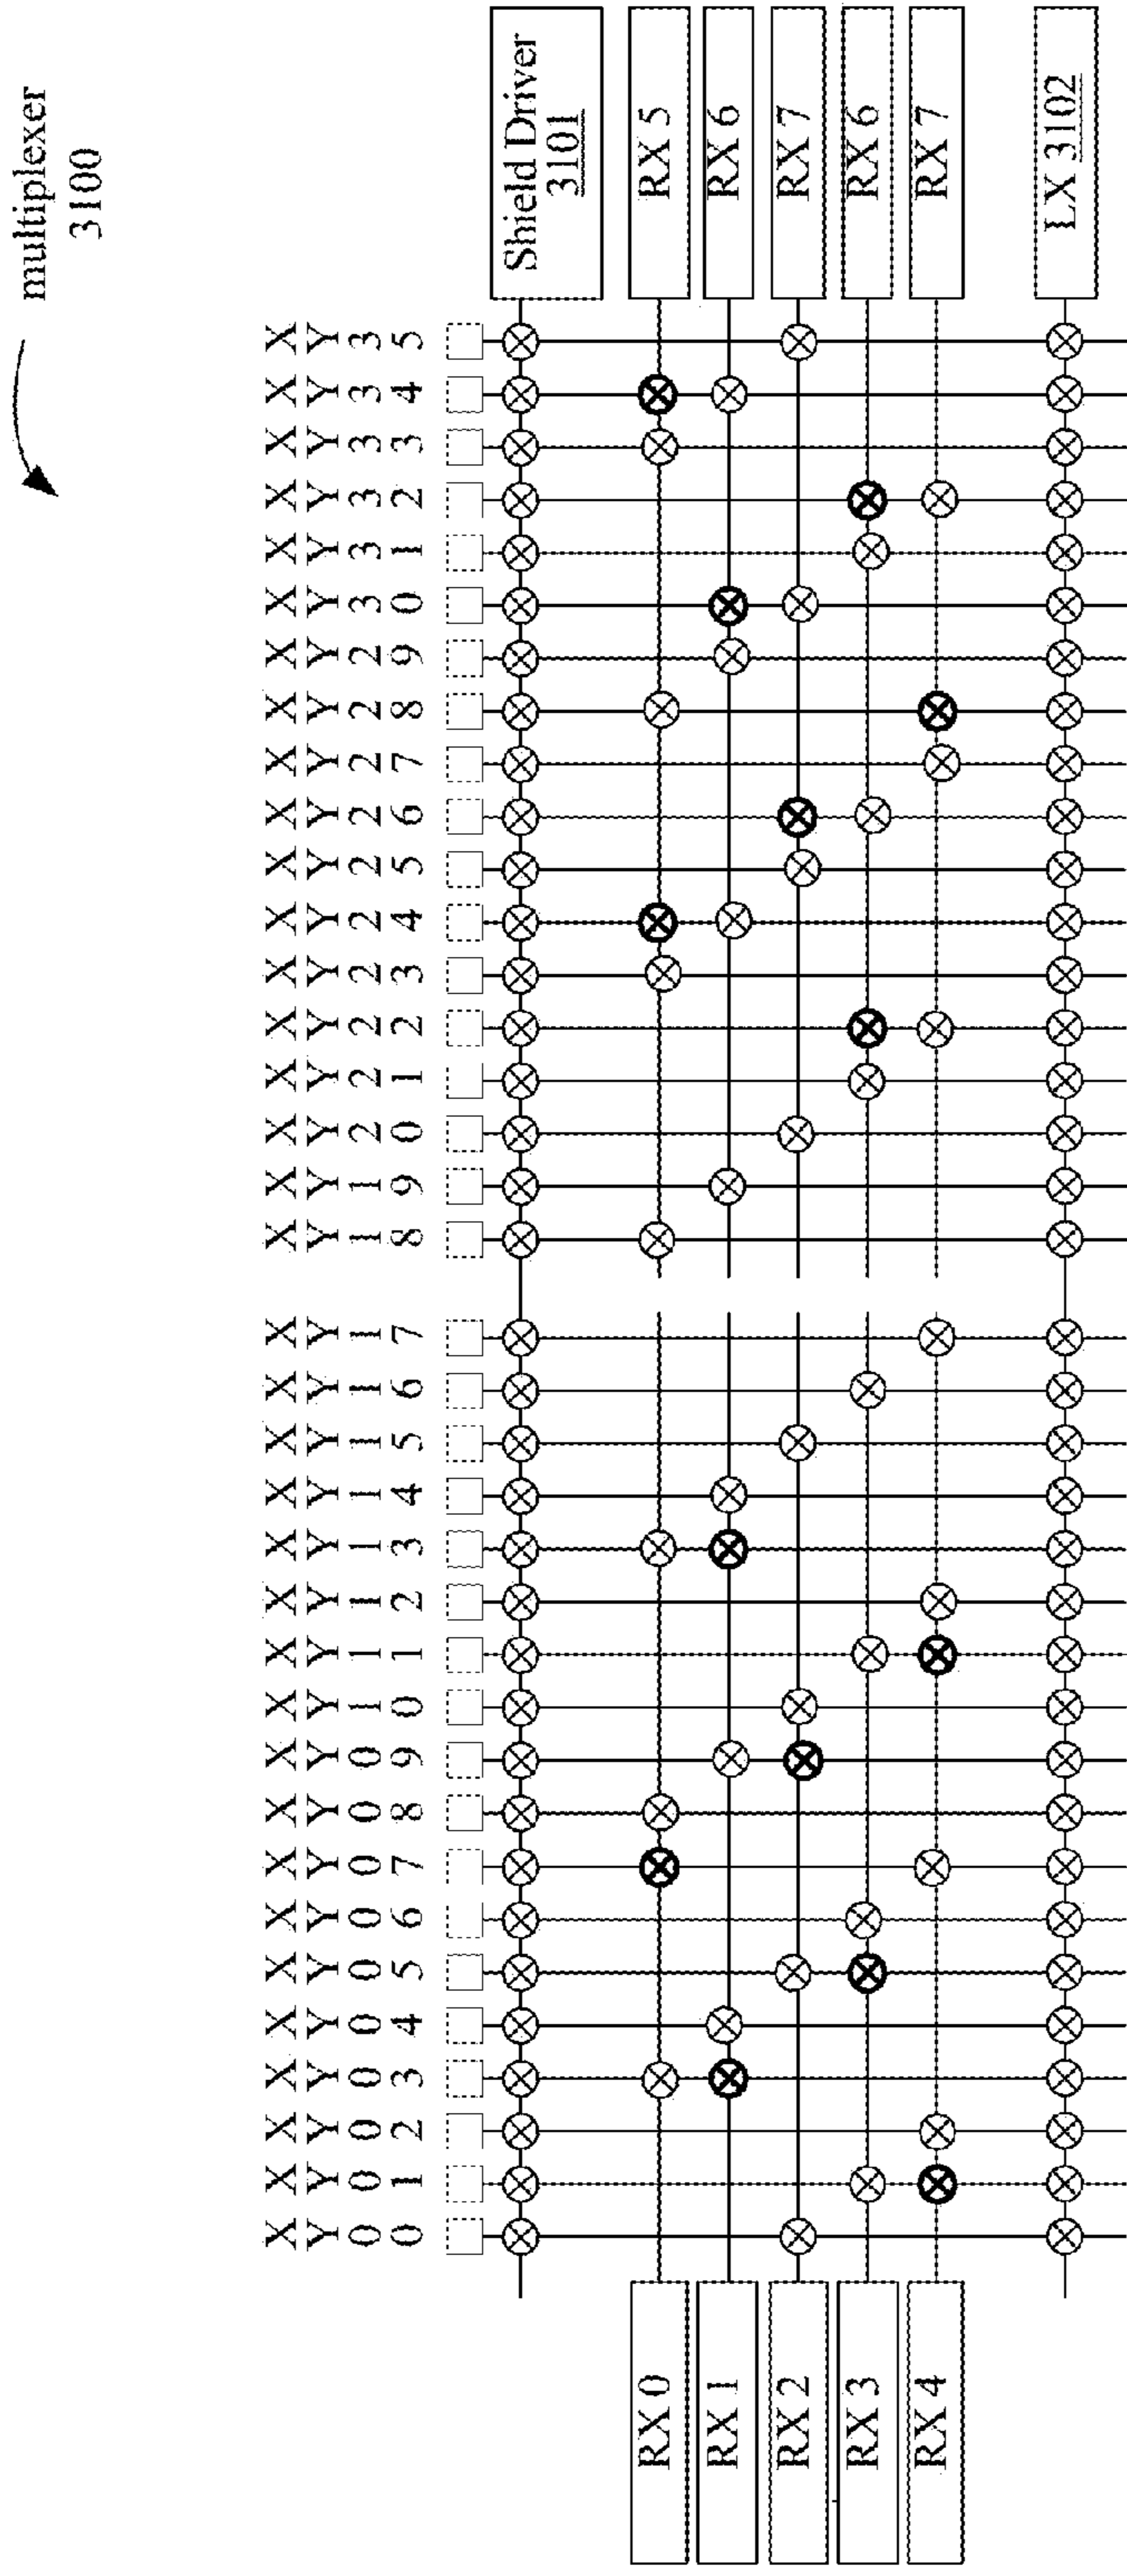 multiplexer
3100
XY00
XY01
XY02
XY03
XY04
XY05
XY06
XY07
XY08
XY09
XY10
XY11
XY12
XY13
XY14
XY15
XY16
XY17
XY18
XY19
XY20
XY21
XY22
XY23
XY24
XY25
XY26
XY27
XY28
XY29
XY30
XY31
XY32
XY33
XY34
XY35
Shield Driver
3101
RX 0
RX 5
RX 1
RX 6
RX 2
RX 7
RX 3
RX 6
RX 4
RX 7
LX 3102